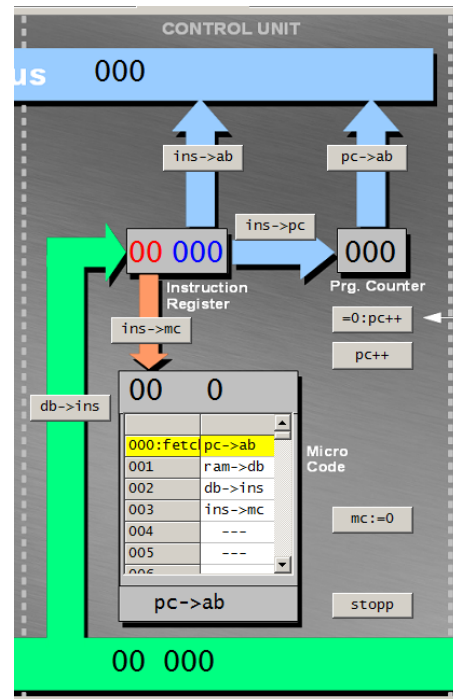 CONTROL UNIT
us 000
ins->ab pc->ab
ins->pc
00 000 000
Instruction
Register
Prg. Counter
=0:pc++
ins->mc
pc++
00 0
db->ins
000:fetch pc->ab
001 ram->db
002 db->ins
003 ins->mc
004 ---
005 ---
Micro
Code
mc:=0
pc->ab
stopp
00 000